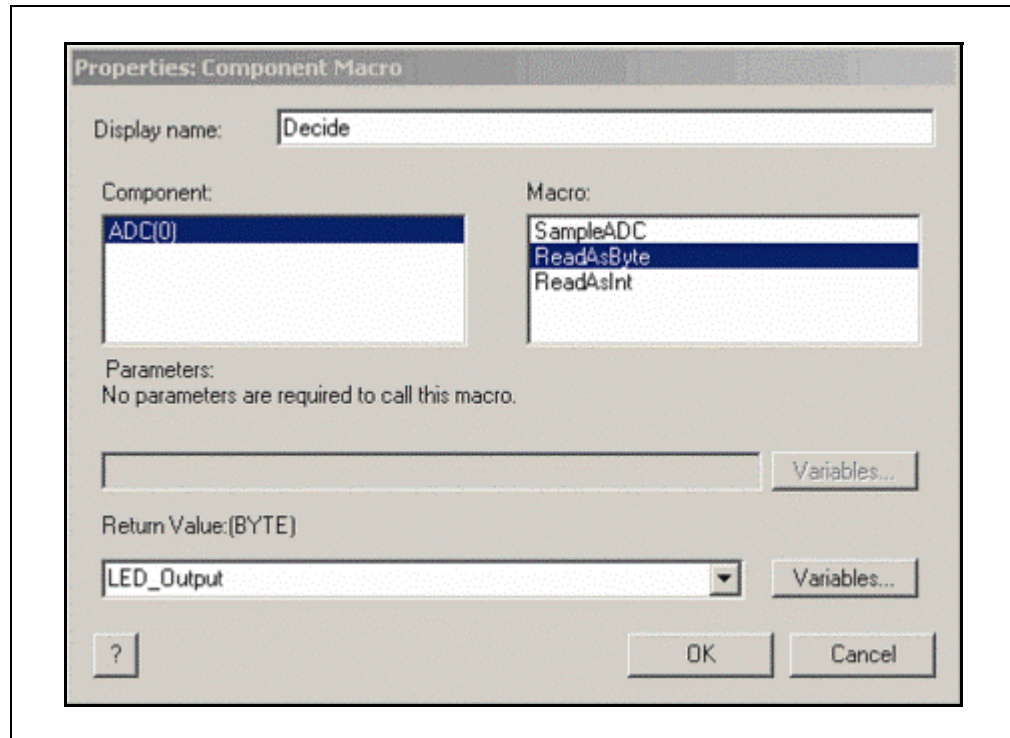 Properties: Component Macro
Display name: Decide
Component:
ADC(0)
Macro:
SampleADC
ReadAsByte
ReadAsInt
Parameters:
No parameters are required to call this macro.
Variables...
Return Value:(BYTE)
LED_Output
Variables...
?
OK
Cancel